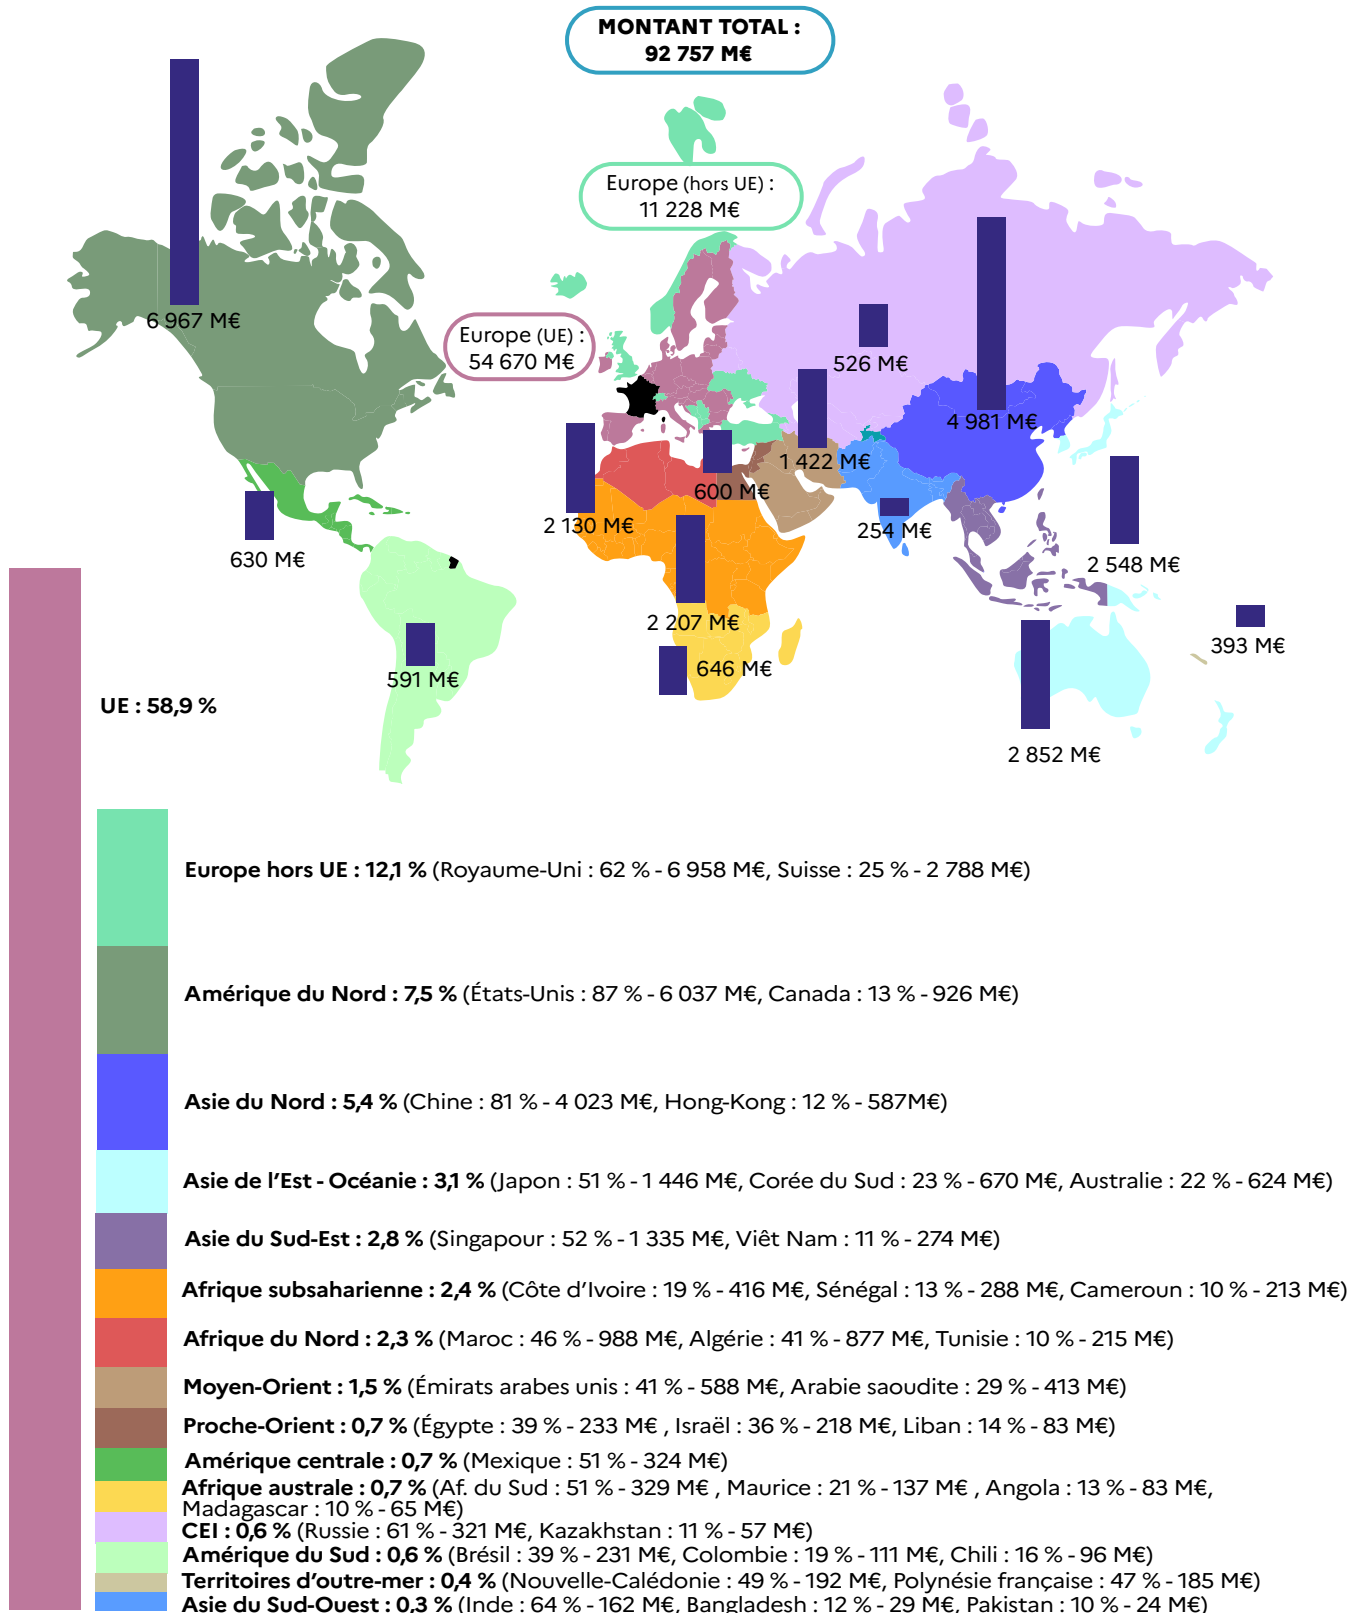 MONTANT TOTAL :
92 757 M€
Europe (hors UE) :
11 228 M€
6 967 M€
Europe (UE) :
54 670 M€
526 M€
4 981 M€
1 422 M€
600 M€
2 130 M€
254 M€
630 M€
2 548 M€
2 207 M€
393 M€
646 M€
591 M€
UE : 58,9 %
2 852 M€
Europe hors UE : 12,1 % (Royaume-Uni : 62 % - 6 958 M€, Suisse : 25 % - 2 788 M€)
Amérique du Nord : 7,5 % (États-Unis : 87 % - 6 037 M€, Canada : 13 % - 926 M€)
Asie du Nord : 5,4 % (Chine : 81 % - 4 023 M€, Hong-Kong : 12 % - 587M€)
Asie de l’Est - Océanie : 3,1 % (Japon : 51 % - 1 446 M€, Corée du Sud : 23 % - 670 M€, Australie : 22 % - 624 M€)
Asie du Sud-Est : 2,8 % (Singapour : 52 % - 1 335 M€, Viêt Nam : 11 % - 274 M€)
Afrique subsaharienne : 2,4 % (Côte d’Ivoire : 19 % - 416 M€, Sénégal : 13 % - 288 M€, Cameroun : 10 % - 213 M€)
Afrique du Nord : 2,3 % (Maroc : 46 % - 988 M€, Algérie : 41 % - 877 M€, Tunisie : 10 % - 215 M€)
Moyen-Orient : 1,5 % (Émirats arabes unis : 41 % - 588 M€, Arabie saoudite : 29 % - 413 M€)
Proche-Orient : 0,7 % (Égypte : 39 % - 233 M€ , Israël : 36 % - 218 M€, Liban : 14 % - 83 M€)
Amérique centrale : 0,7 % (Mexique : 51 % - 324 M€)
Afrique australe : 0,7 % (Af. du Sud : 51 % - 329 M€ , Maurice : 21 % - 137 M€ , Angola : 13 % - 83 M€,
Madagascar : 10 % - 65 M€)
CEI : 0,6 % (Russie : 61 % - 321 M€, Kazakhstan : 11 % - 57 M€)
Amérique du Sud : 0,6 % (Brésil : 39 % - 231 M€, Colombie : 19 % - 111 M€, Chili : 16 % - 96 M€)
Territoires d’outre-mer : 0,4 % (Nouvelle-Calédonie : 49 % - 192 M€, Polynésie française : 47 % - 185 M€)
Asie du Sud-Ouest : 0,3 % (Inde : 64 % - 162 M€, Bangladesh : 12 % - 29 M€, Pakistan : 10 % - 24 M€)